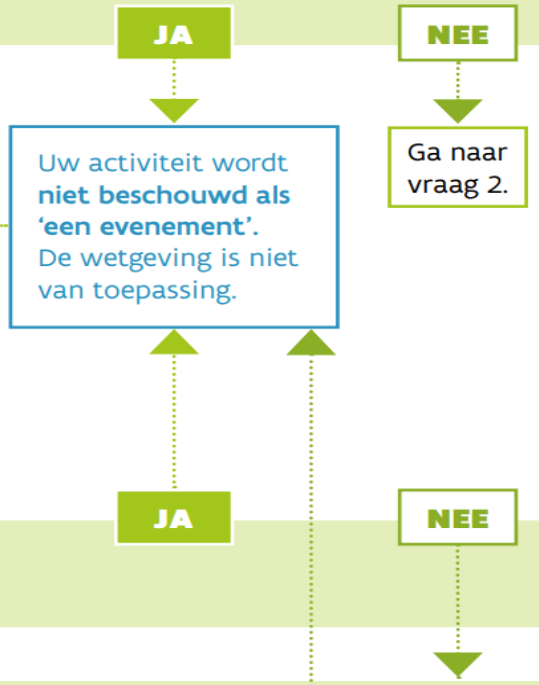 JA
NEE
Uw activiteit wordt
niet beschouwd als
‘een evenement’.
De wetgeving is niet
van toepassing.
Ga naar
vraag 2.
JA
NEE